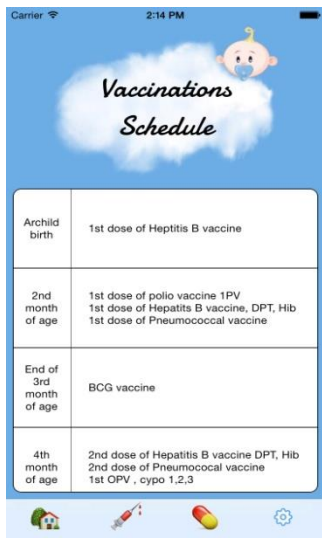 Carrier 2:14 PM
Vaccinations
Schedule
Archild
birth
1st dose of Heptitis B vaccine
2nd
month
of age
1st dose of polio vaccine 1PV
1st dose of Hepatits B vaccine, DPT, Hib
1st dose of Pneumococcal vaccine
End of
3rd
month
of age
BCG vaccine
4th
month
of age
2nd dose of Hepatitis B vaccine DPT, Hib
2nd dose of Pneumococal vaccine
1st OPV , cypo 1,2,3